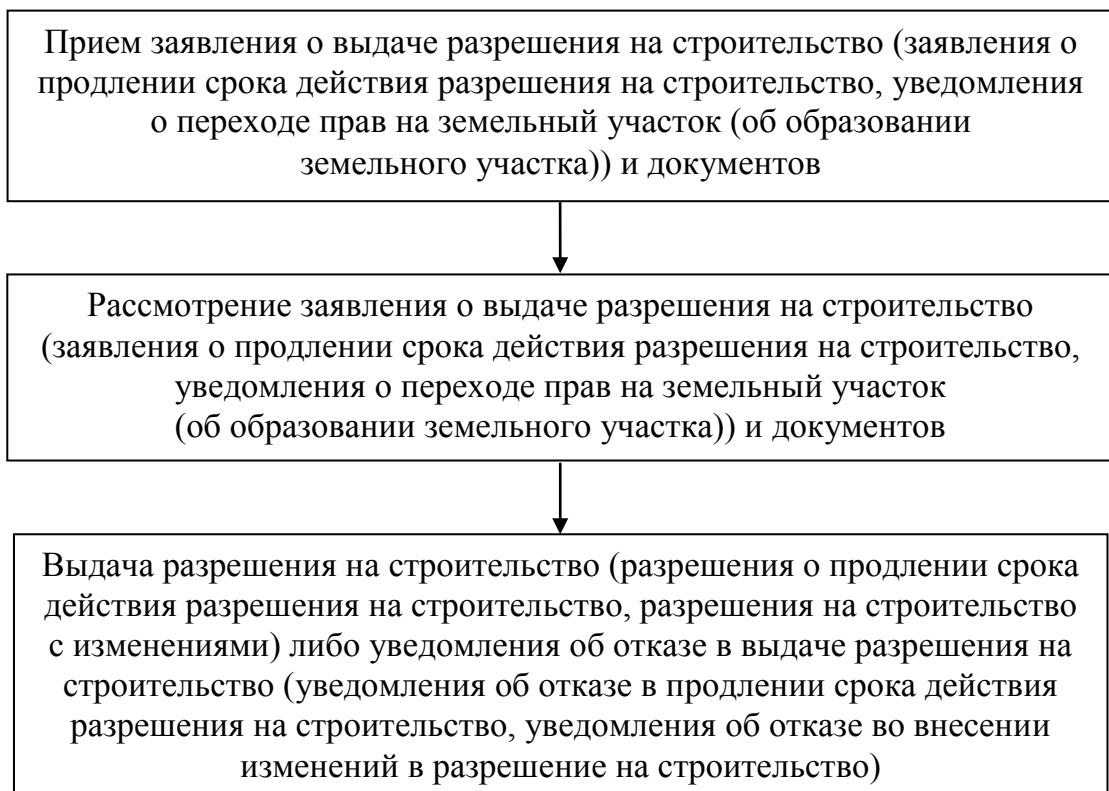 Прием заявления о выдаче разрешения на строительство (заявления о
продлении срока действия разрешения на строительство, уведомления
о переходе прав на земельный участок (об образовании
земельного участка)) и документов
Рассмотрение заявления о выдаче разрешения на строительство
(заявления о продлении срока действия разрешения на строительство,
уведомления о переходе прав на земельный участок
(об образовании земельного участка)) и документов
Выдача разрешения на строительство (разрешения о продлении срока
действия разрешения на строительство, разрешения на строительство
с изменениями) либо уведомления об отказе в выдаче разрешения на
строительство (уведомления об отказе в продлении срока действия
разрешения на строительство, уведомления об отказе во внесении
изменений в разрешение на строительство)